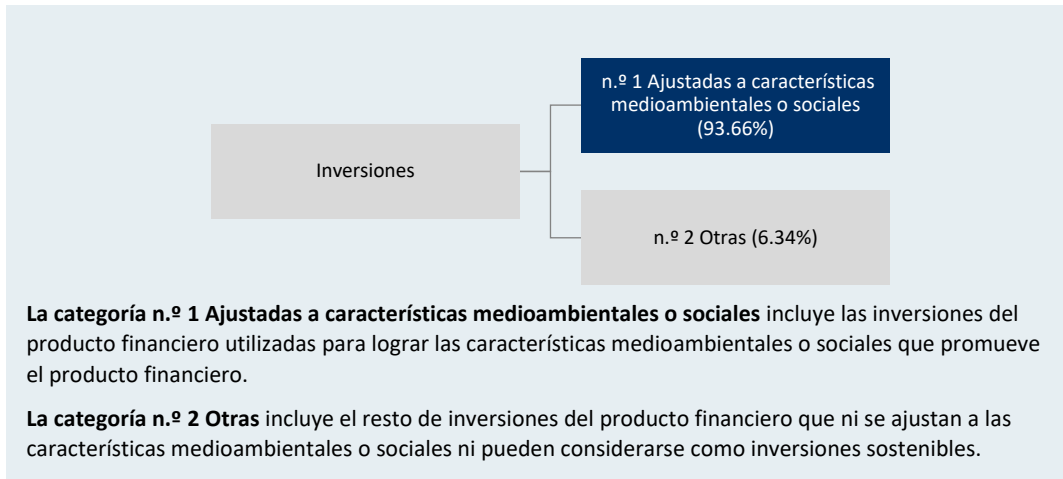 n.º 1 Ajustadas a características
medioambientales o sociales
(93.66%)
Inversiones
n.º 2 Otras (6.34%)
La categoría n.º 1 Ajustadas a características medioambientales o sociales incluye las inversiones del
producto financiero utilizadas para lograr las características medioambientales o sociales que promueve
el producto financiero.
La categoría n.º 2 Otras incluye el resto de inversiones del producto financiero que ni se ajustan a las
características medioambientales o sociales ni pueden considerarse como inversiones sostenibles.